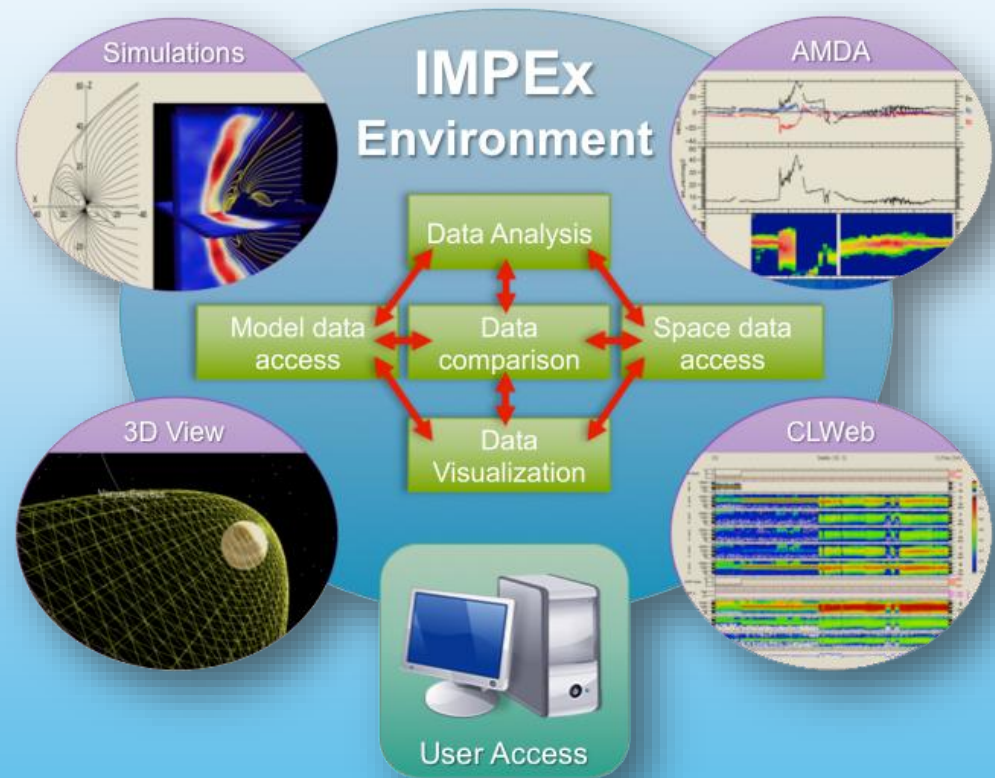 Simulations
IMPEx
Environment
AMDA
Data Analysis
Model data
access
Data
comparison
Space data
access
3D View
Data
Visualization
CLWeb
User Access